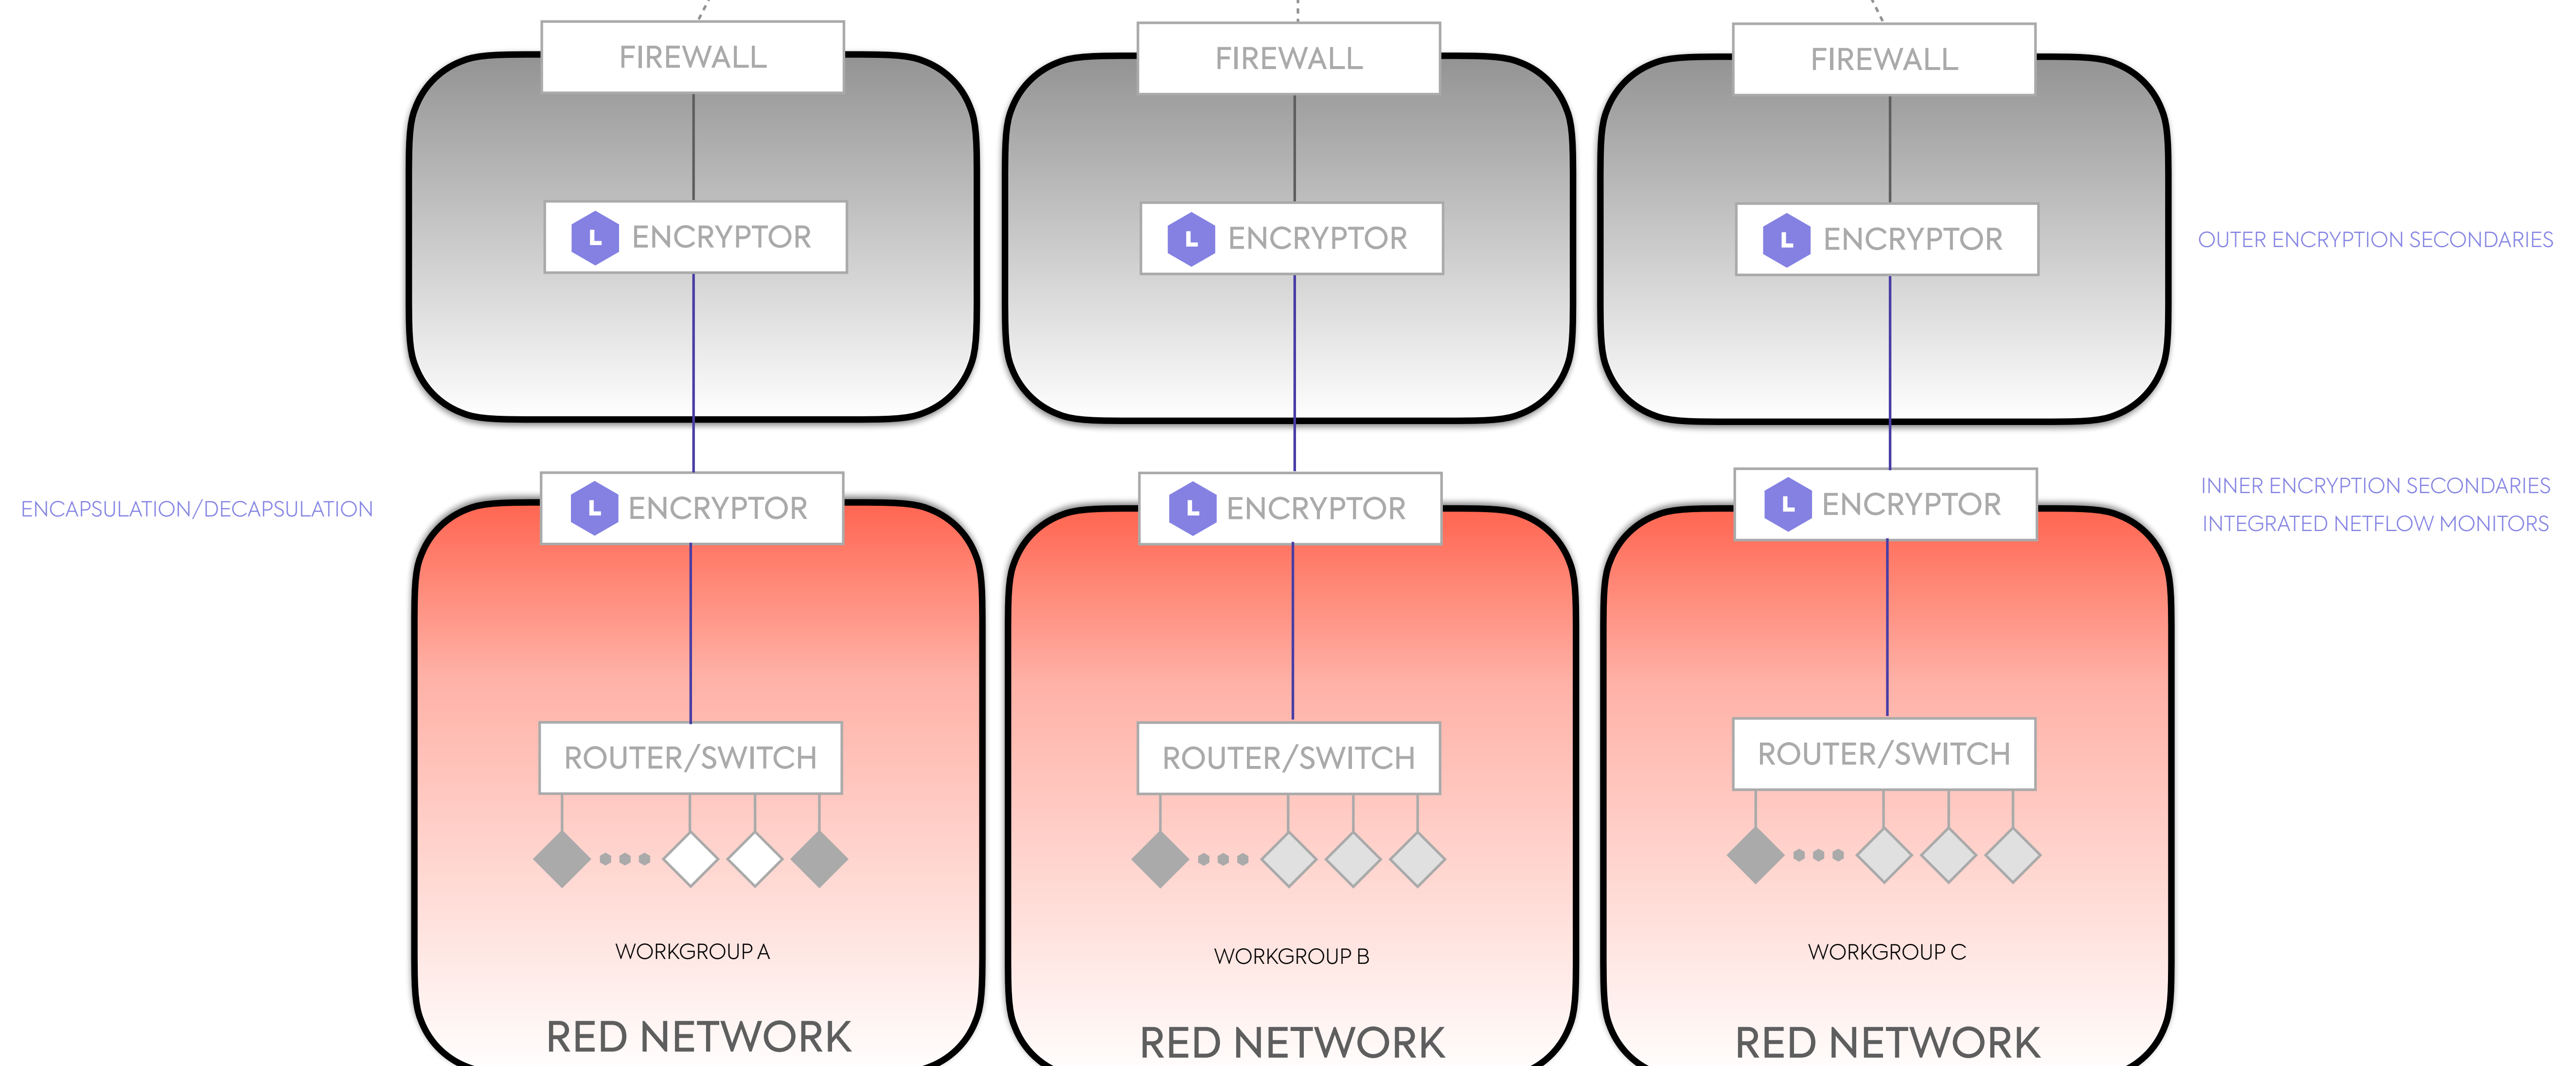 FIREWALL
FIREWALL
FIREWALL
L ENCRYPTOR
L ENCRYPTOR
L ENCRYPTOR
OUTER ENCRYPTION SECONDARIES
ENCAPSULATION/DECAPSULATION
L ENCRYPTOR
L ENCRYPTOR
L ENCRYPTOR
INNER ENCRYPTION SECONDARIES
INTEGRATED NETFLOW MONITORS
ROUTER/SWITCH
ROUTER/SWITCH
ROUTER/SWITCH
WORKGROUP A
WORKGROUP B
WORKGROUP C
RED NETWORK
RED NETWORK
RED NETWORK